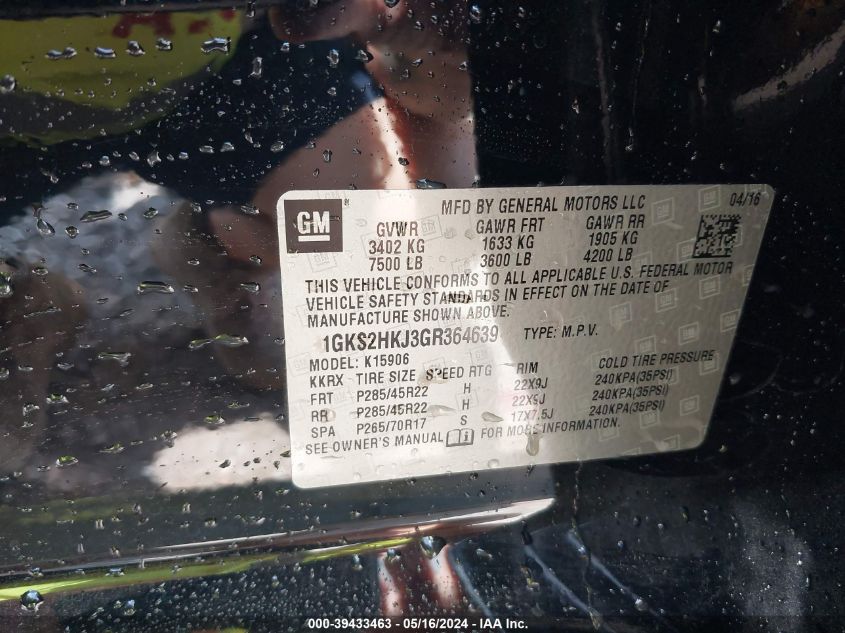 GM
MFD BY GENERAL MOTORS LLC 04/16
GVWR GAWR FRT GAWR RR
3402 KG 1633 KG 1905 KG
7500 LB 3600 LB 4200 LB
THIS VEHICLE CONFORMS TO ALL APPLICABLE U.S. FEDERAL MOTOR
VEHICLE SAFETY STANDARDS IN EFFECT ON THE DATE OF
MANUFACTURE SHOWN ABOVE.
1GKS2HKJ3GR364639 TYPE: M.P.V.
MODEL: K15906
KKRX TIRE SIZE SPEED RTG RIM COLD TIRE PRESSURE
FRT P285/45R22 H 22X9J 240KPA(35PSI)
RR P285/45R22 H 22X9J 240KPA(35PSI)
SPA P265/70R17 S 17X7.5J 240KPA(35PSI)
SEE OWNER'S MANUAL FOR MORE INFORMATION.
000-39433463 - 05/16/2024 - IAA Inc.